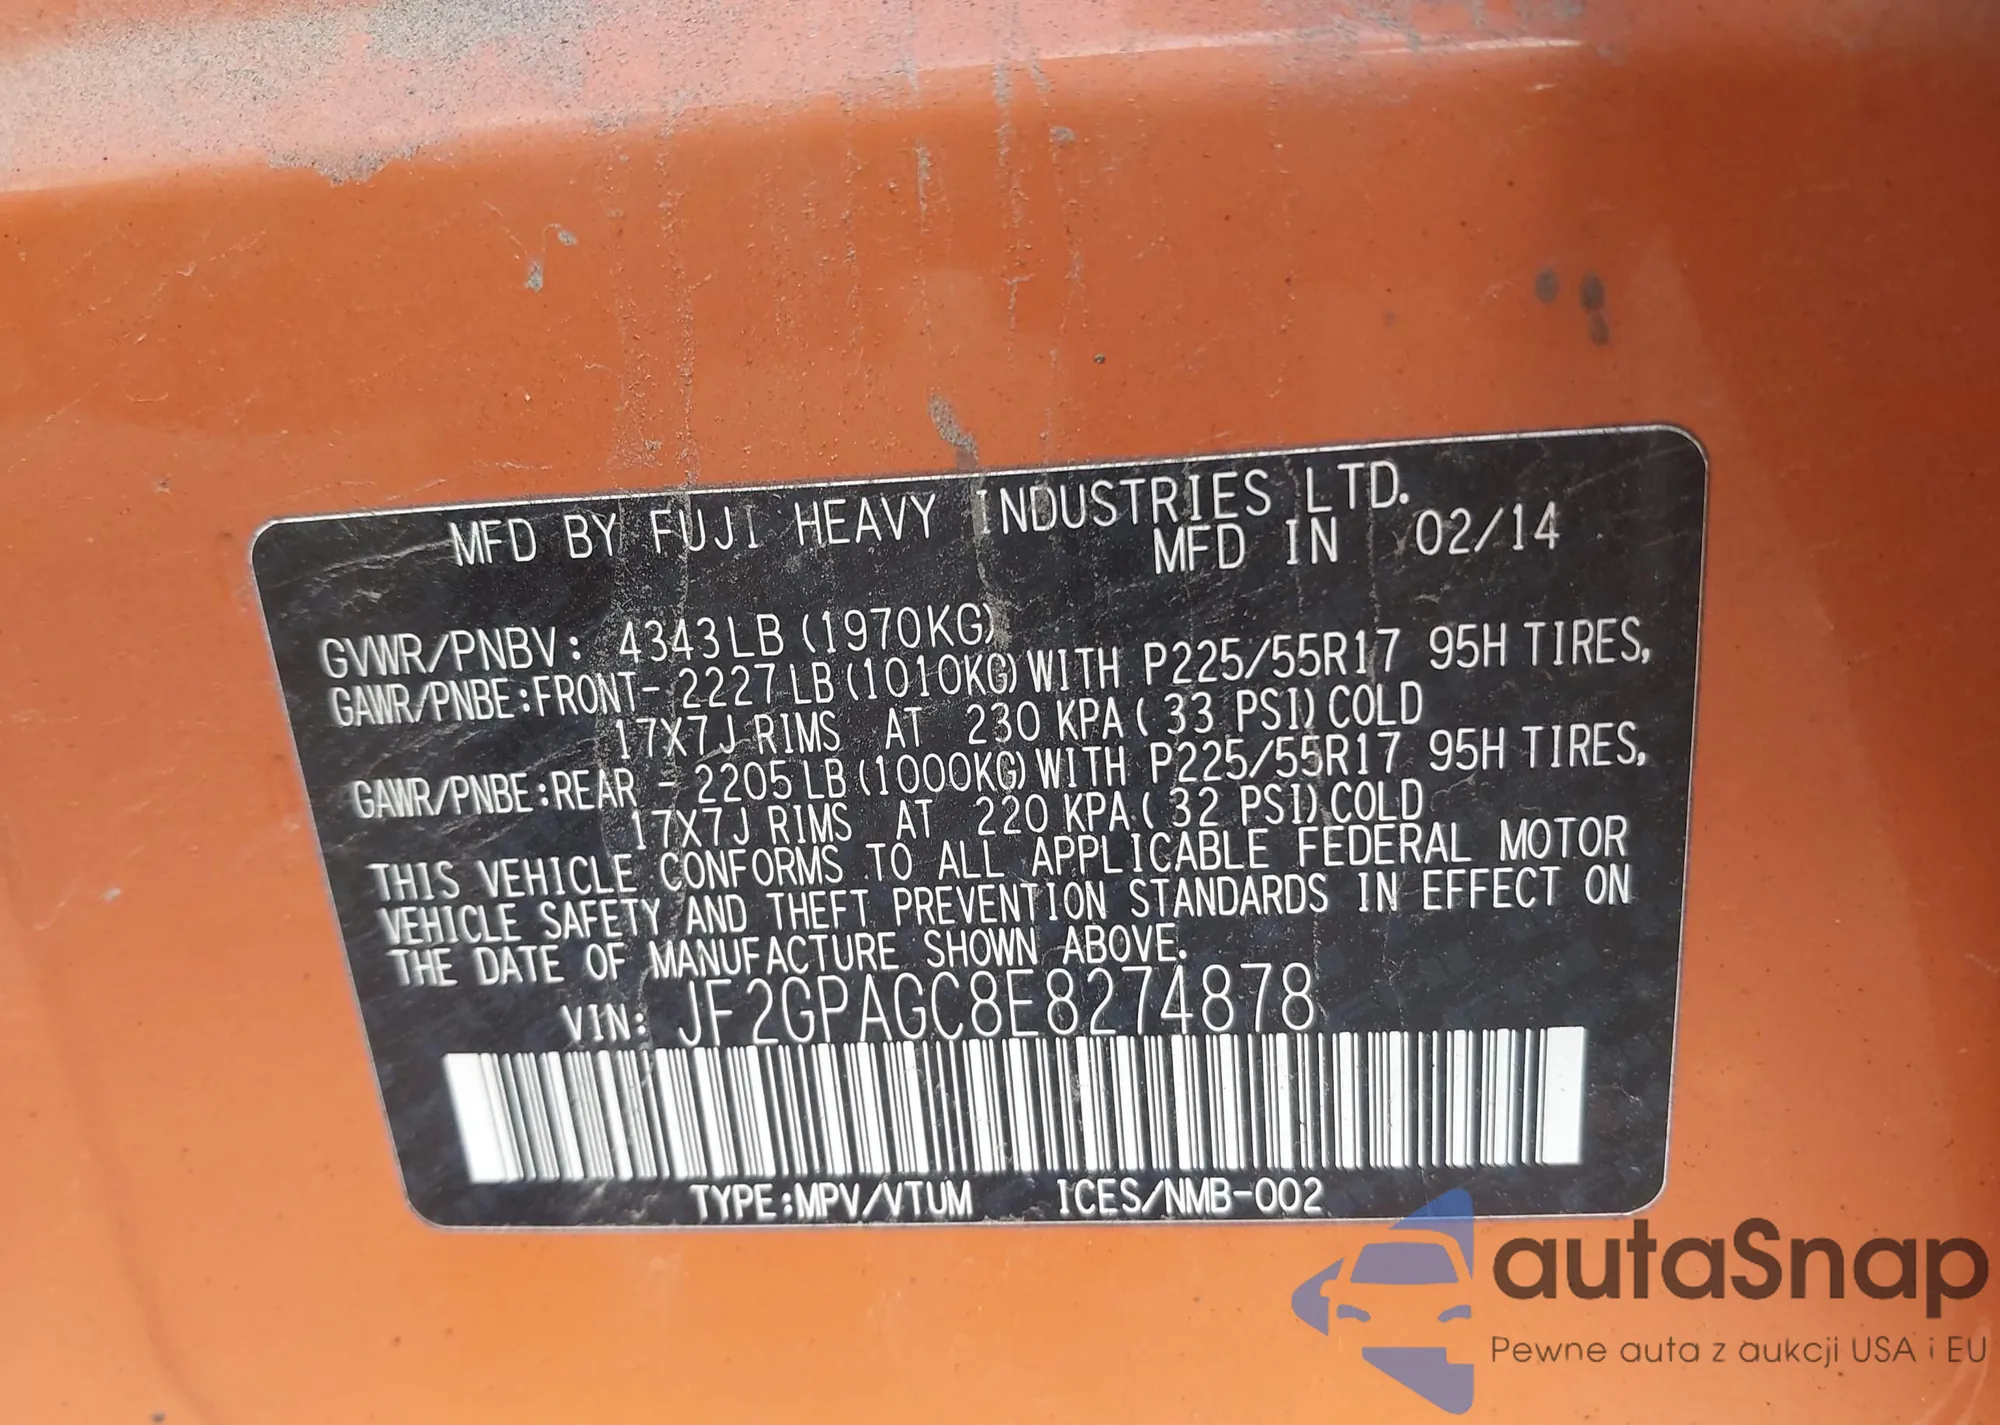 MFD BY FUJI HEAVY INDUSTRIES LTD.
MFD IN 02/14
GVWR/PNBV: 4343LB(1970KG)
GAWR/PNBE:FRONT- 2227LB(1010KG)WITH P225/55R17 95H TIRES,
17X7J RIMS AT 230 KPA( 33 PSI)COLD
GAWR/PNBE:REAR - 2205LB(1000KG)WITH P225/55R17 95H TIRES,
17X7J RIMS AT 220 KPA( 32 PSI)COLD
THIS VEHICLE CONFORMS TO ALL APPLICABLE FEDERAL MOTOR
VEHICLE SAFETY AND THEFT PREVENTION STANDARDS IN EFFECT ON
THE DATE OF MANUFACTURE SHOWN ABOVE.
VIN: JF2GPAGC8E8274878
TYPE:MPV/VTUM ICES/NMB-002
autaSnap
Pewne auta z aukcji USA i EU